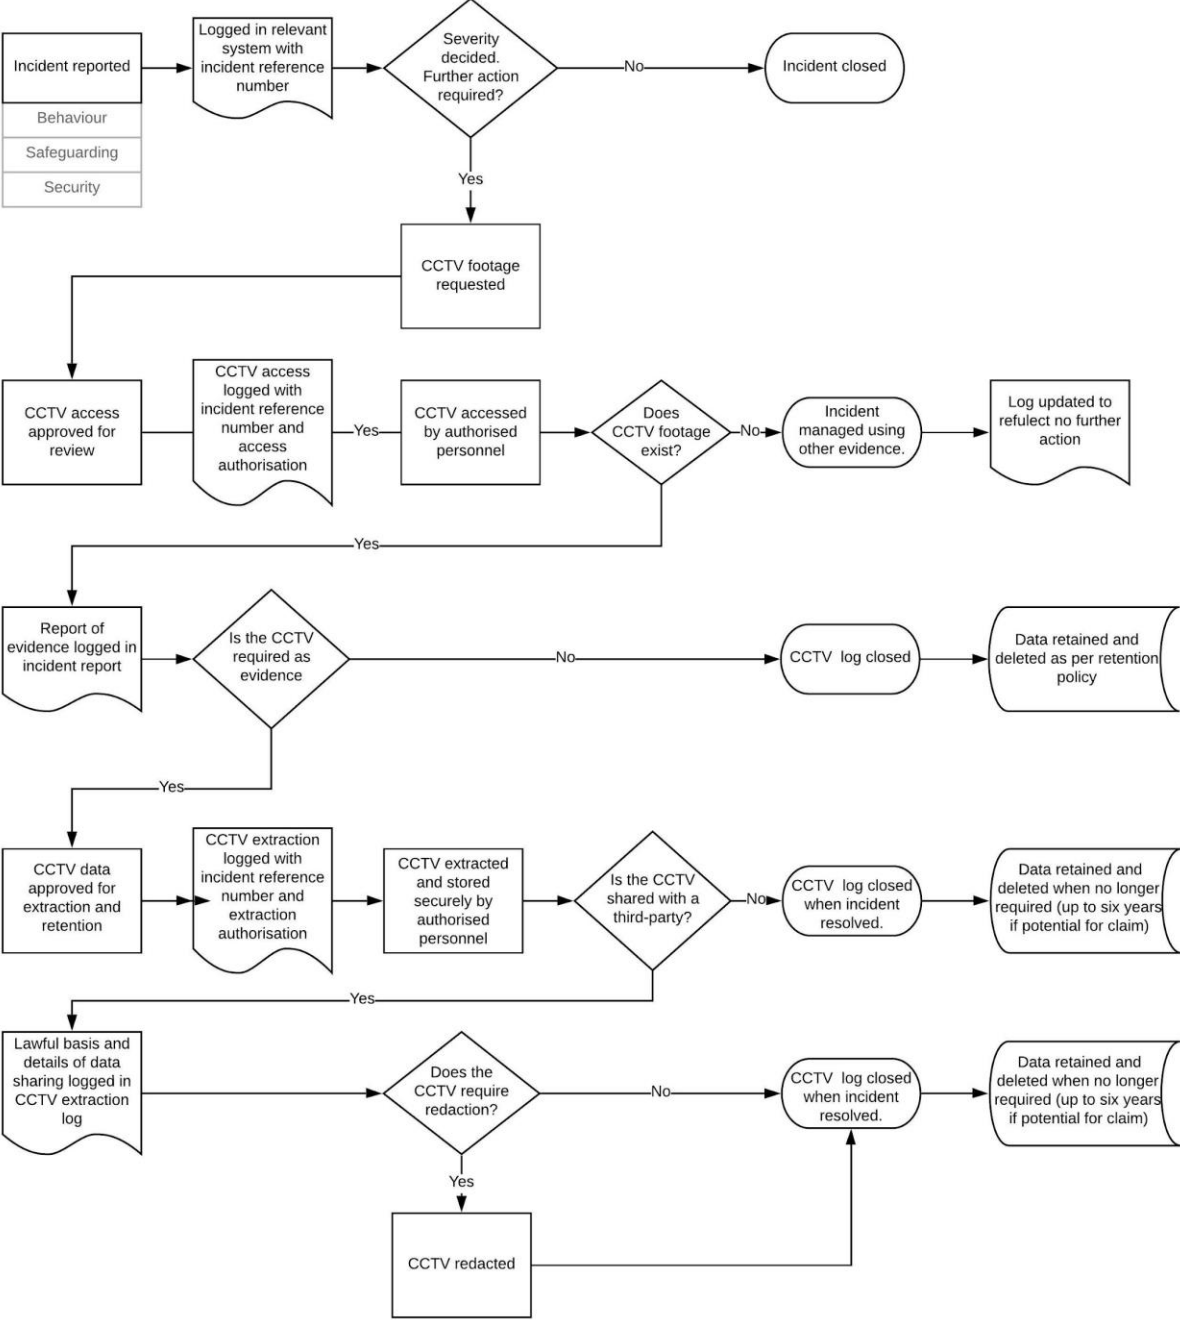 Incident reported
Behaviour
Safeguarding
Security
Logged in relevant
system with
incident reference
number
Severity
decided.
Further action
required?
No
Incident closed
Yes
CCTV footage
requested
CCTV access
approved for
review
CCTV access
logged with
incident reference
number and
access
authorisation
Yes
CCTV accessed
by authorised
personnel
Does
CCTV footage
exist?
No
Incident
managed using
other evidence.
Log updated to
refulect no further
action
Yes
Report of
evidence logged in
incident report
Is the CCTV
required as
evidence
No
CCTV log closed
Data retained and
deleted as per retention
policy
Yes
CCTV data
approved for
extraction and
retention
CCTV extraction
logged with
incident reference
number and
extraction
authorisation
CCTV extracted
and stored
securely by
authorised
personnel
Is the CCTV
shared with a
third-party?
No
CCTV log closed
when incident
resolved.
Data retained and
deleted when no longer
required (up to six years
if potential for claim)
Yes
Lawful basis and
details of data
sharing logged in
CCTV extraction
log
Does the
CCTV require
redaction?
No
CCTV log closed
when incident
resolved.
Data retained and
deleted when no longer
required (up to six years
if potential for claim)
Yes
CCTV redacted